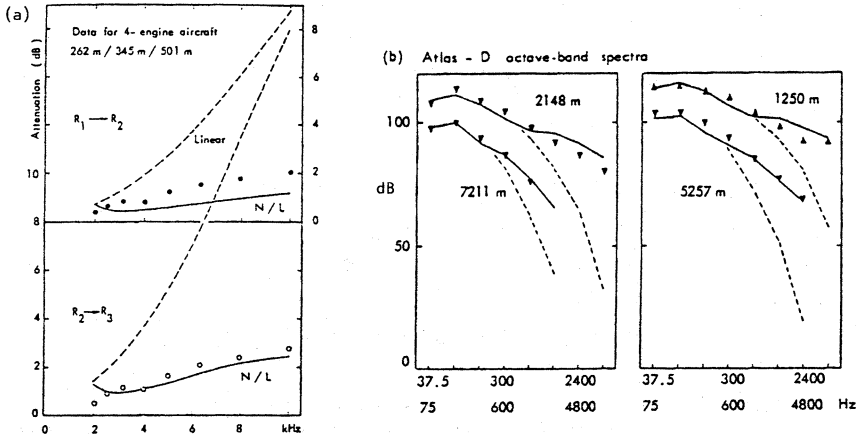 (a)
Data for 4- engine aircraft
262 m / 345 m / 501 m
Attenuation (dB)
R1 → R2
Linear
N/L
8
6
4
2
0
10
8
R2 → R3
N/L
8
6
4
2
0
2 4 6 8 kHz
(b) Atlas - D octave-band spectra
2148 m
7211 m
1250 m
5257 m
100
dB
50
0
37.5 300 2400
75 600 4800
37.5 300 2400
75 600 4800 Hz